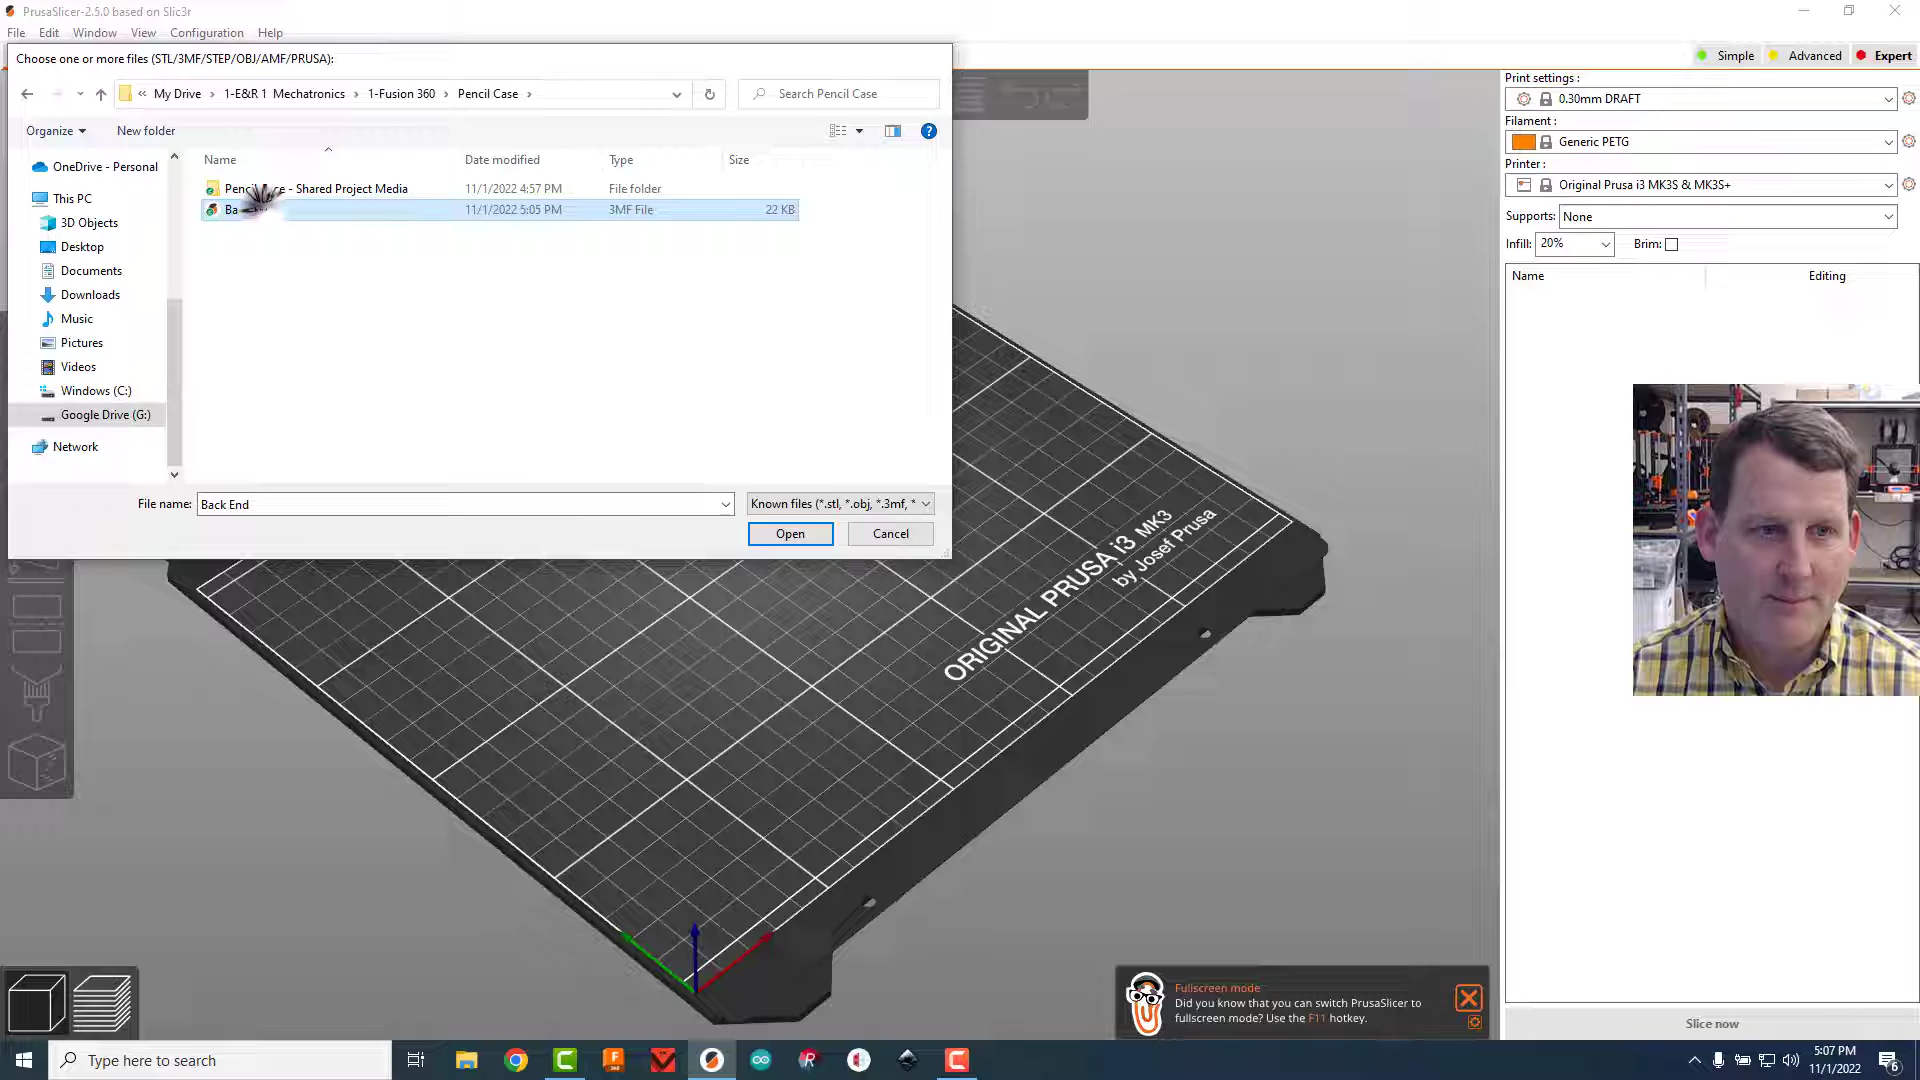 PrusaSlicer-2.5.0 based on Slic3r
File Edit Window View Configuration Help
Choose one or more files (STL/3MF/STEP/OBJ/AMF/PRUSA):
Simple Advanced Expert
« My Drive › 1-E&R 1 Mechatronics › 1-Fusion 360 › Pencil Case ›
Search Pencil Case
Organize New folder
Name Date modified Type Size
- Shared Project Media 11/1/2022 4:57 PM File folder
11/1/2022 5:05 PM 3MF File 22 KB
OneDrive - Personal
This PC
3D Objects
Desktop
Documents
Downloads
Music
Pictures
Videos
Windows (C:)
Google Drive (G:)
Network
File name: Back End
Known files (*.stl, *.obj, *.3mf, *
Open Cancel
Print settings :
0.30mm DRAFT
Filament :
Generic PETG
Printer :
Original Prusa i3 MK3S & MK3S+
Supports: None
Infill: 20% Brim:
Name Editing
ORIGINAL PRUSA i3 MK3
by Josef Prusa
Fullscreen mode
Did you know that you can switch PrusaSlicer to
fullscreen mode? Use the F11 hotkey.
Slice now
Type here to search
5:07 PM
11/1/2022
6